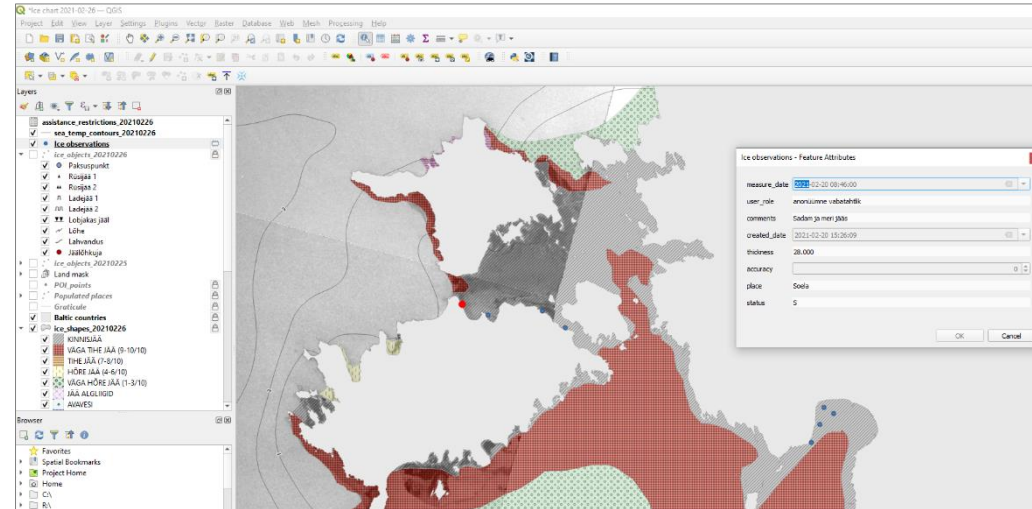 *Ice chart 2021-02-26 — QGIS
Project Edit View Layer Settings Plugins Vector Raster Database Web Mesh Processing Help
Layers
assistance_restrictions_20210226
sea_temp_contours_20210226
Ice observations
ice_objects_20210226
Paksuspunkt
Rüsijää 1
Rüsijää 2
Ladejää 1
Ladejää 2
Lobjakas jääl
Lõhe
Lahvandus
Jäälõhkuja
ice_objects_20210225
Land mask
POI_points
Populated places
Graticule
Baltic countries
ice_shapes_20210226
KINNISJÄÄ
VÄGA TIHE JÄÄ (9-10/10)
TIHE JÄÄ (7-8/10)
HÕRE JÄÄ (4-6/10)
VÄGA HÕRE JÄÄ (1-3/10)
JÄÄ ALGLIIGID
AVAVESI
Browser
Favorites
Spatial Bookmarks
Project Home
Home
C:\
R:\
Ice observations - Feature Attributes
measure_date 2021-02-20 08:46:00
user_role anonüümne vabatahtlik
comments Sadam ja meri jääs
created_date 2021-02-20 15:26:09
thickness 28.000
accuracy 0
place Soela
status S
OK Cancel